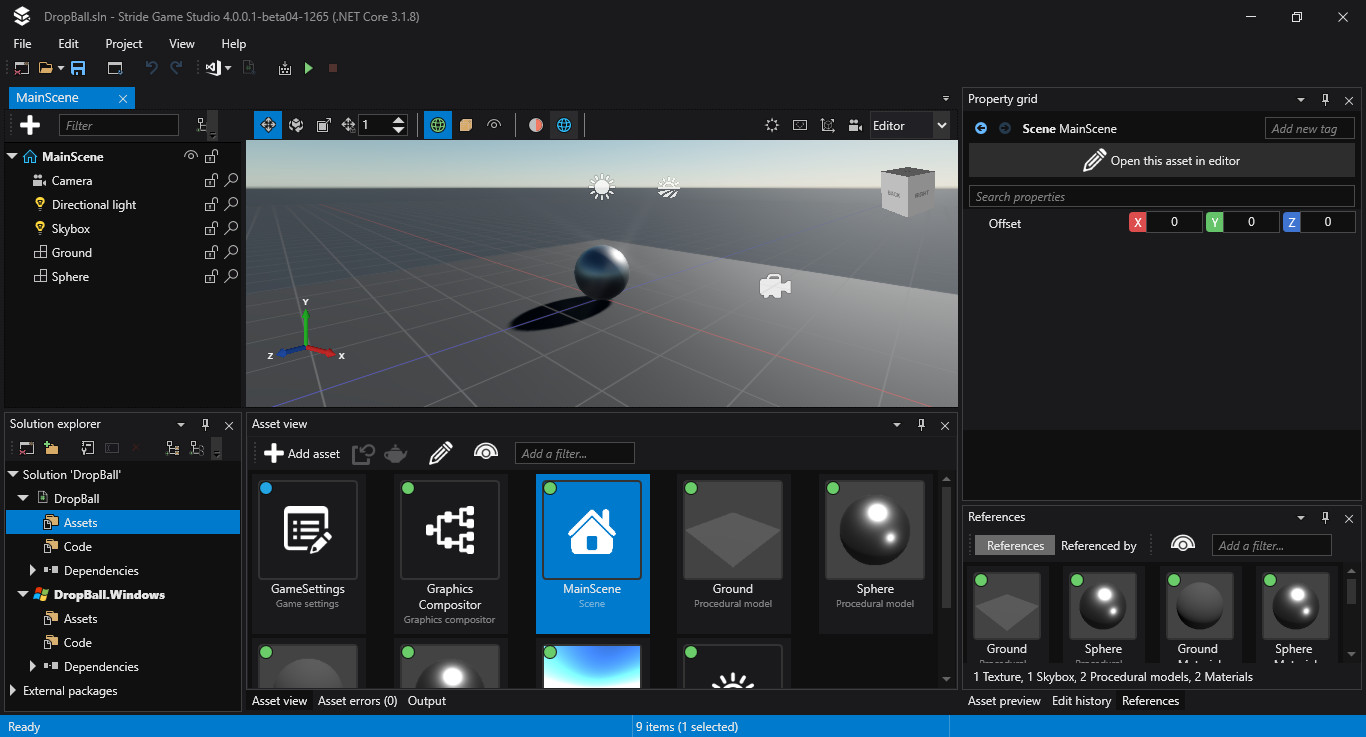 DropBall.sln - Stride Game Studio 4.0.0.1-beta04-1265 (.NET Core 3.1.8)
File Edit Project View Help
MainScene
Filter
1
Editor
MainScene
Camera
Directional light
Skybox
Ground
Sphere
BACK RIGHT
Y
Z
X
Property grid
Scene MainScene
Add new tag
Open this asset in editor
Search properties
Offset X 0 Y 0 Z 0
Solution explorer
Solution 'DropBall'
DropBall
Assets
Code
Dependencies
DropBall.Windows
Assets
Code
Dependencies
External packages
Asset view
Add asset
Add a filter...
GameSettings
Game settings
Graphics
Compositor
Graphics compositor
MainScene
Scene
Ground
Procedural model
Sphere
Procedural model
Asset view Asset errors (0) Output
References
References Referenced by
Add a filter...
Ground
Procedural
Sphere
Procedural
Ground
Material
Sphere
Material
1 Texture, 1 Skybox, 2 Procedural models, 2 Materials
Asset preview Edit history References
Ready
9 items (1 selected)